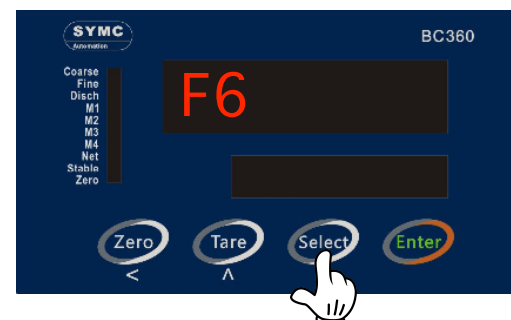 SYMC
Automation
BC360
Coarse
Fine
Disch
M1
M2
M3
M4
Net
Stable
Zero
F6
Zero
Tare
Select
Enter
<
^